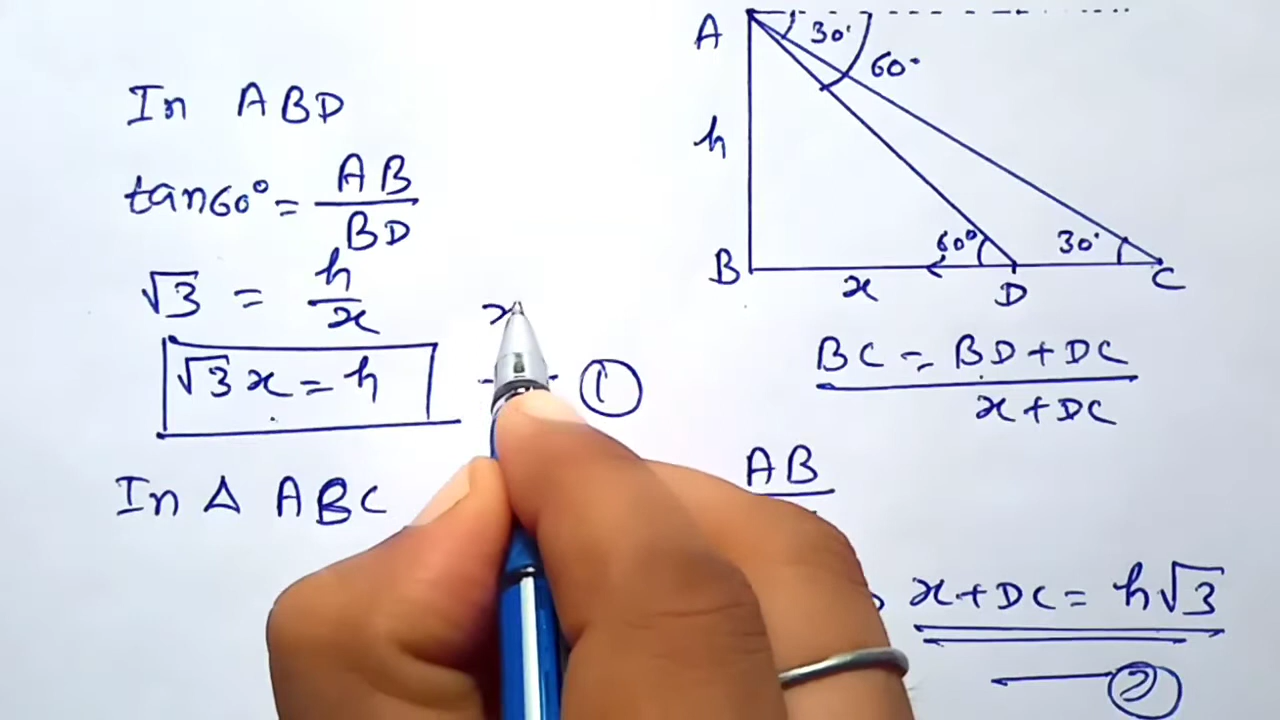 In ABD
tan60° = AB/BD
√3 = h/x
√3x = h
x
①
In △ ABC
A
30°
60°
h
60°
30°
B
x
D
C
BC = BD+DC
x+DC
AB
x+DC = h√3
②